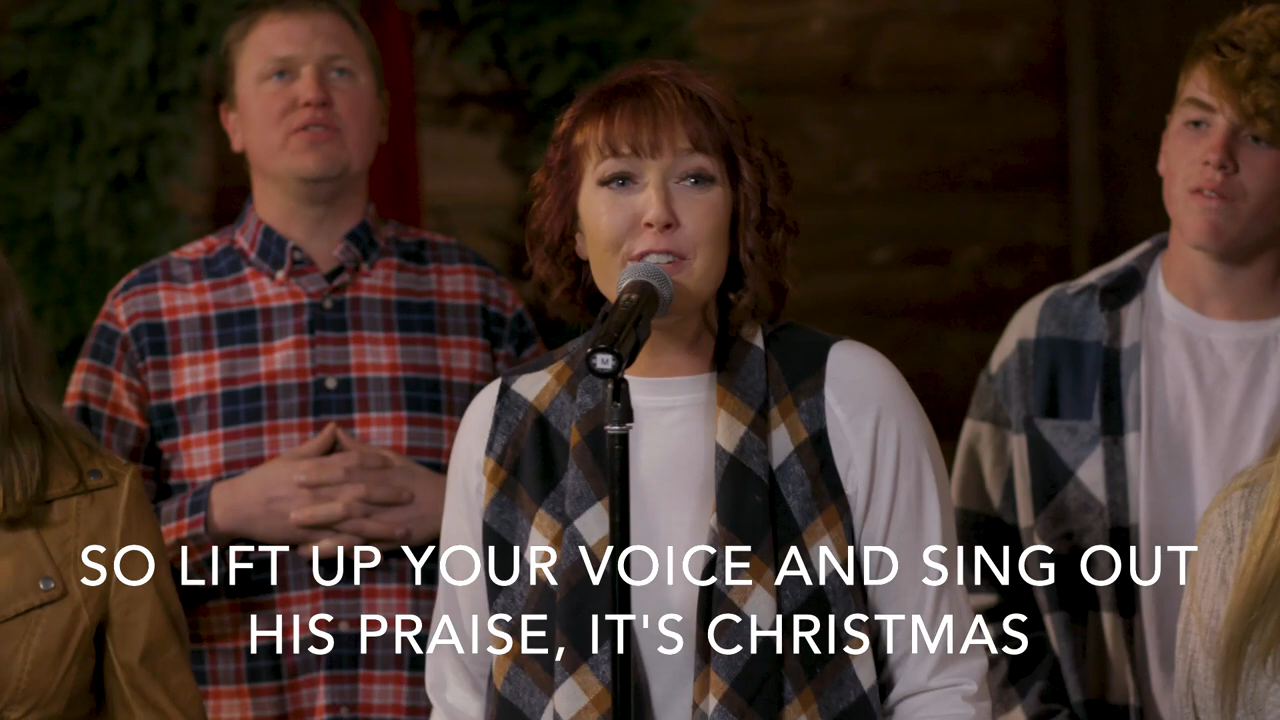 M
SO LIFT UP YOUR VOICE AND SING OUT
HIS PRAISE, IT'S CHRISTMAS